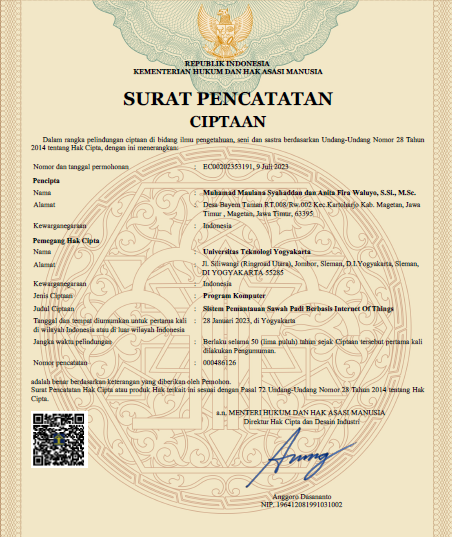 REPUBLIK INDONESIA
KEMENTERIAN HUKUM DAN HAK ASASI MANUSIA
SURAT PENCATATAN
CIPTAAN
Dalam rangka pelindungan ciptaan di bidang ilmu pengetahuan, seni dan sastra berdasarkan Undang-Undang Nomor 28 Tahun
2014 tentang Hak Cipta, dengan ini menerangkan:
Nomor dan tanggal permohonan : EC00202353191, 9 Juli 2023
Pencipta
Nama : Muhamad Maulana Syahaddan dan Anita Fira Waluyo, S.Si., M.Sc.
Alamat : Desa Bayem Taman RT.008/Rw.002 Kec.Kartoharjo Kab. Magetan, Jawa
Timur , Magetan, Jawa Timur, 63395
Kewarganegaraan : Indonesia
Pemegang Hak Cipta
Nama : Universitas Teknologi Yogyakarta
Alamat : Jl. Siliwangi (Ringroad Utara), Jombor, Sleman, D.I.Yogyakarta, Sleman,
DI YOGYAKARTA 55285
Kewarganegaraan : Indonesia
Jenis Ciptaan : Program Komputer
Judul Ciptaan : Sistem Pemantauan Sawah Padi Berbasis Internet Of Things
Tanggal dan tempat diumumkan untuk pertama kali : 28 Januari 2023, di Yogyakarta
di wilayah Indonesia atau di luar wilayah Indonesia
Jangka waktu pelindungan : Berlaku selama 50 (lima puluh) tahun sejak Ciptaan tersebut pertama kali
dilakukan Pengumuman.
Nomor pencatatan : 000486126
adalah benar berdasarkan keterangan yang diberikan oleh Pemohon.
Surat Pencatatan Hak Cipta atau produk Hak terkait ini sesuai dengan Pasal 72 Undang-Undang Nomor 28 Tahun 2014 tentang Hak
Cipta.
a.n. MENTERI HUKUM DAN HAK ASASI MANUSIA
Direktur Hak Cipta dan Desain Industri
Anggoro Dasananto
NIP. 196412081991031002